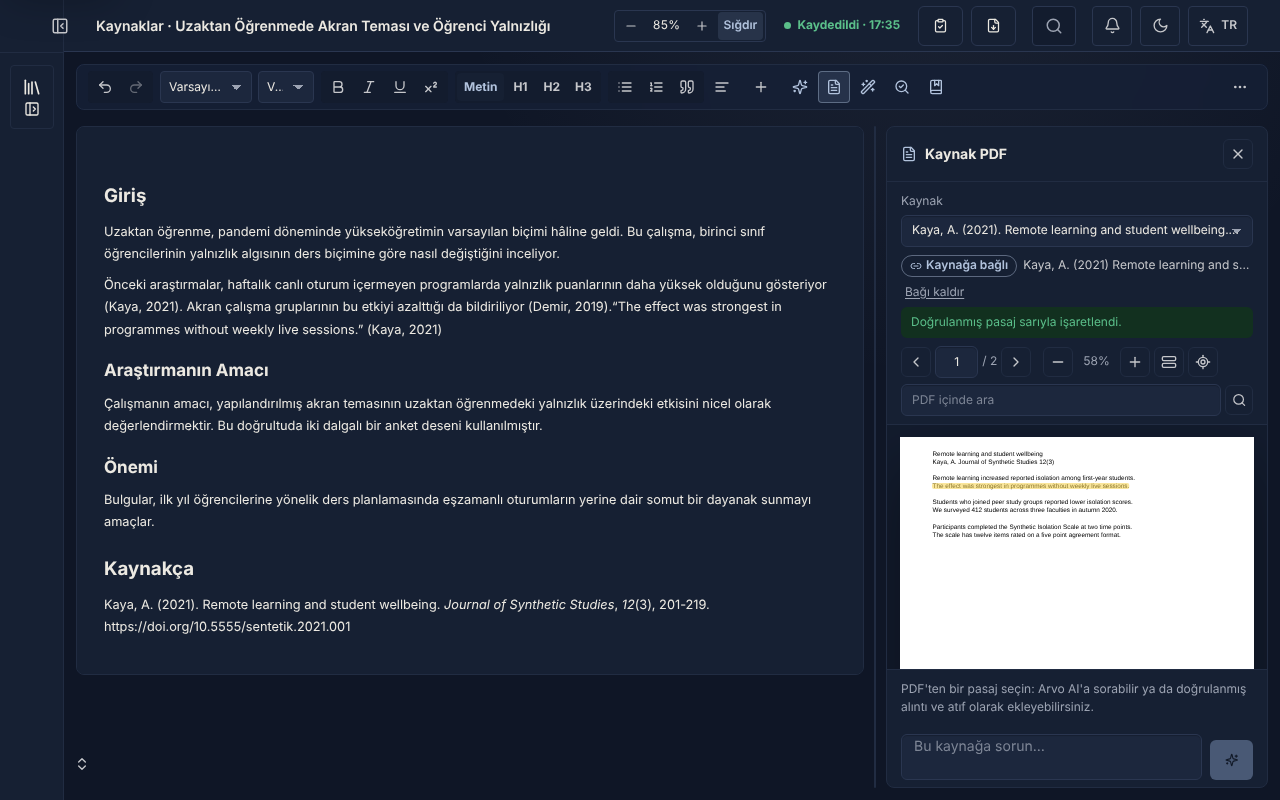 Kaynaklar · Uzaktan Öğrenmede Akran Teması ve Öğrenci Yalnızlığı
85%
Sığdır
Kaydedildi · 17:35
TR
Varsayı...
V...
B
I
U
x²
Metin
H1
H2
H3
Giriş
Uzaktan öğrenme, pandemi döneminde yükseköğretimin varsayılan biçimi hâline geldi. Bu çalışma, birinci sınıf
öğrencilerinin yalnızlık algısının ders biçimine göre nasıl değiştiğini inceliyor.
Önceki araştırmalar, haftalık canlı oturum içermeyen programlarda yalnızlık puanlarının daha yüksek olduğunu gösteriyor
(Kaya, 2021). Akran çalışma gruplarının bu etkiyi azalttığı da bildiriliyor (Demir, 2019).“The effect was strongest in
programmes without weekly live sessions.” (Kaya, 2021)
Araştırmanın Amacı
Çalışmanın amacı, yapılandırılmış akran temasının uzaktan öğrenmedeki yalnızlık üzerindeki etkisini nicel olarak
değerlendirmektir. Bu doğrultuda iki dalgalı bir anket deseni kullanılmıştır.
Önemi
Bulgular, ilk yıl öğrencilerine yönelik ders planlamasında eşzamanlı oturumların yerine dair somut bir dayanak sunmayı
amaçlar.
Kaynakça
Kaya, A. (2021). Remote learning and student wellbeing. Journal of Synthetic Studies, 12(3), 201-219.
https://doi.org/10.5555/sentetik.2021.001
Kaynak PDF
Kaynak
Kaya, A. (2021). Remote learning and student wellbeing...
Kaynağa bağlı
Kaya, A. (2021) Remote learning and s...
Bağı kaldır
Doğrulanmış pasaj sarıyla işaretlendi.
1
/ 2
58%
PDF içinde ara
Remote learning and student wellbeing
Kaya, A. Journal of Synthetic Studies 12(3)
Remote learning increased reported isolation among first-year students.
The effect was strongest in programmes without weekly live sessions.
Students who joined peer study groups reported lower isolation scores.
We surveyed 412 students across three faculties in autumn 2020.
Participants completed the Synthetic Isolation Scale at two time points.
The scale has twelve items rated on a five point agreement format.
PDF'ten bir pasaj seçin: Arvo AI'a sorabilir ya da doğrulanmış
alıntı ve atıf olarak ekleyebilirsiniz.
Bu kaynağa sorun...